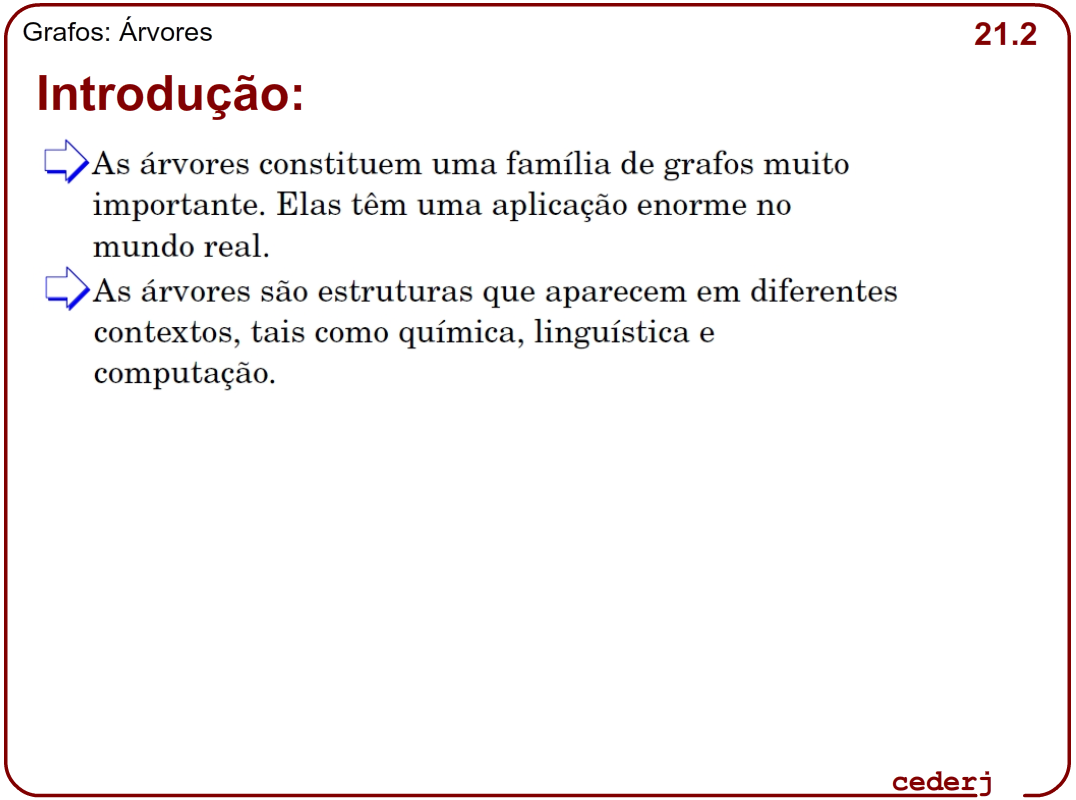 Grafos: Árvores
21.2
Introdução:
As árvores constituem uma família de grafos muito
importante. Elas têm uma aplicação enorme no
mundo real.
As árvores são estruturas que aparecem em diferentes
contextos, tais como química, linguística e
computação.
cederj